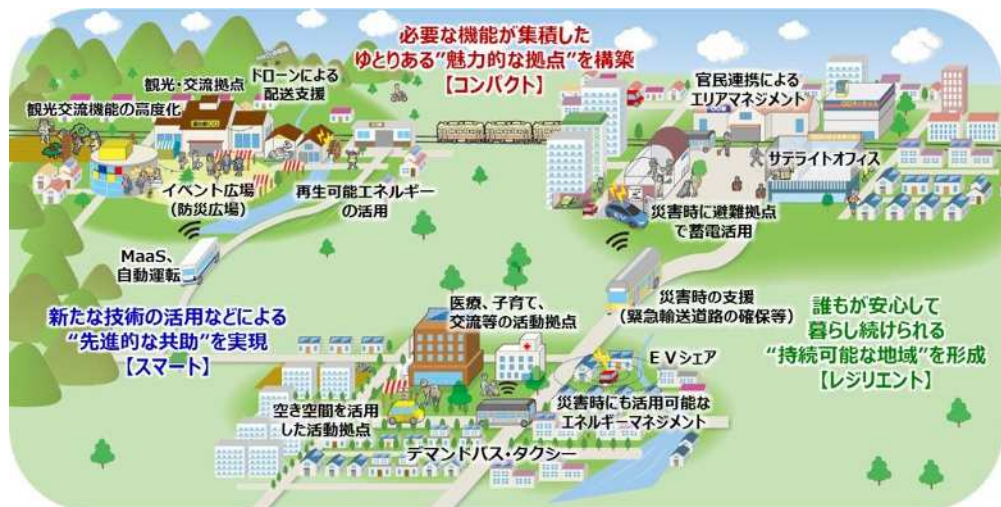 必要な機能が集積した
ゆとりある"魅力的な拠点"を構築
【コンパクト】
観光・交流拠点
ドローンによる
配送支援
観光交流機能の高度化
官民連携による
エリアマネジメント
サテライトオフィス
イベント広場
(防災広場)
再生可能エネルギー
の活用
災害時に避難拠点
で蓄電活用
MaaS、
自動運転
新たな技術の活用などによる
"先進的な共助"を実現
【スマート】
医療、子育て、
交流等の活動拠点
災害時の支援
(緊急輸送道路の確保等)
誰もが安心して
暮らし続けられる
"持続可能な地域"を形成
【レジリエント】
EVシェア
空き空間を活用
した活動拠点
災害時にも活用可能な
エネルギーマネジメント
デマンドバス・タクシー